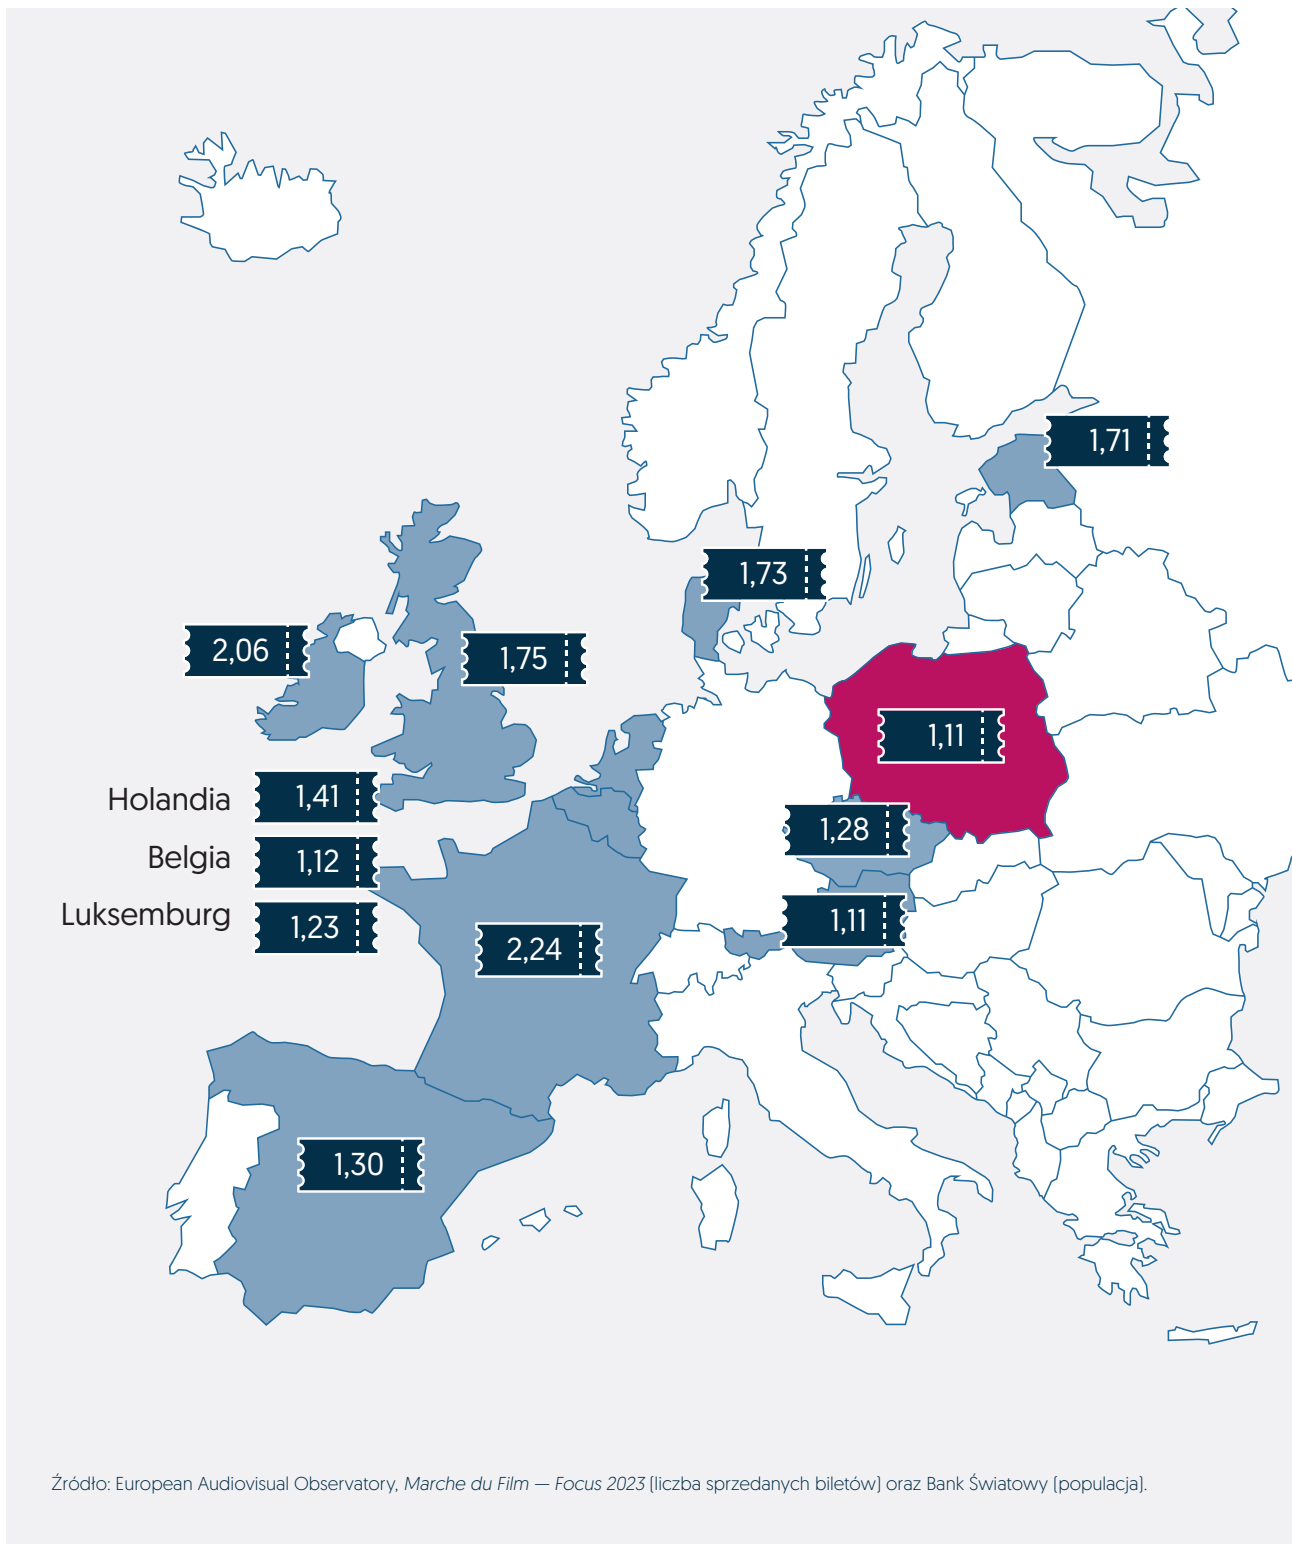 1,71
1,73
2,06
1,75
1,11
Holandia 1,41
1,28
Belgia 1,12
Luksemburg 1,23
1,11
2,24
1,30
Źródło: European Audiovisual Observatory, Marche du Film — Focus 2023 (liczba sprzedanych biletów) oraz Bank Światowy (populacja).